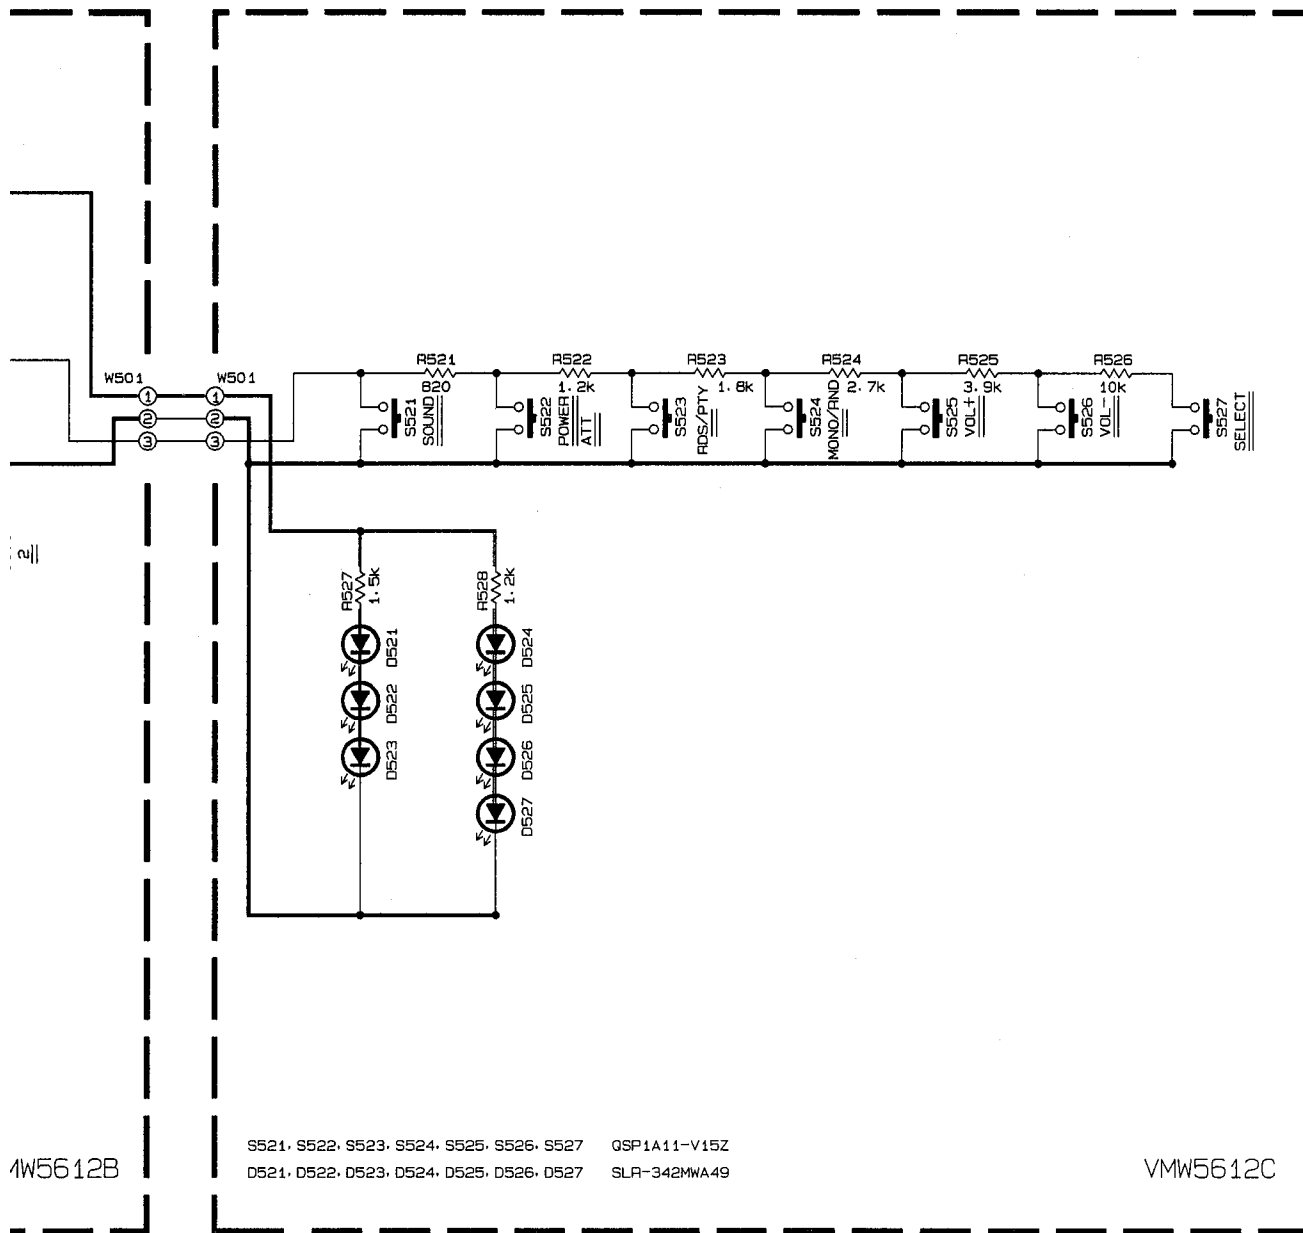 W501
W501
1
1
2
2
3
3
R521
820
R522
1.2k
R523
1.8k
R524
2.7k
R525
3.9k
R526
10k
S521
SOUND
S522
POWER
ATT
S523
RDS/PTY
S524
MONO/RND
S525
VOL+
S526
VOL-
S527
SELECT
2
R527
1.5k
R528
1.2k
D521
D522
D523
D524
D525
D526
D527
S521, S522, S523, S524, S525, S526, S527 QSP1A11-V15Z
D521, D522, D523, D524, D525, D526, D527 SLR-342MWA49
MW5612B
VMW5612C